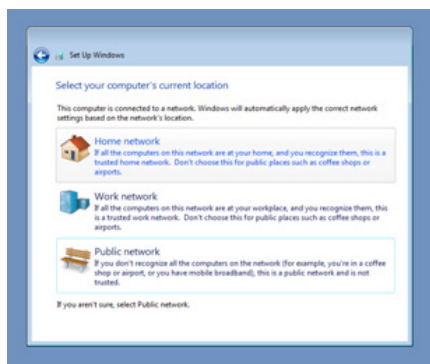 Set Up Windows
Select your computer's current location
This computer is connected to a network. Windows will automatically apply the correct network
settings based on the network's location.
Home network
If all the computers on this network are at your home, and you recognize them, this is a
trusted home network. Don't choose this for public places such as coffee shops or
airports.
Work network
If all the computers on this network are at your workplace, and you recognize them, this
is a trusted work network. Don't choose this for public places such as coffee shops or
airports.
Public network
If you don't recognize all the computers on the network (for example, you're in a coffee
shop or airport, or you have mobile broadband), this is a public network and is not
trusted.
If you aren't sure, select Public network.